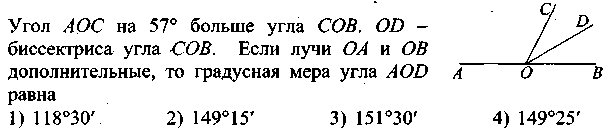 Угол AOC на 57° больше угла COB. OD –
биссектриса угла COB. Если лучи OA и OB
дополнительные, то градусная мера угла AOD
равна
1) 118°30′ 2) 149°15′ 3) 151°30′ 4) 149°25′
C
D
A O B